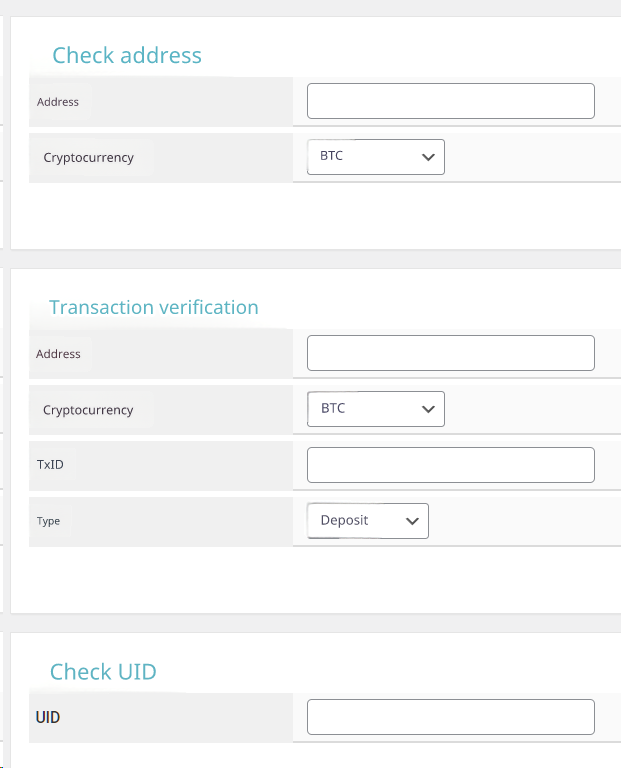 Check address
Address
Cryptocurrency BTC
Transaction verification
Address
Cryptocurrency BTC
TxID
Type Deposit
Check UID
UID